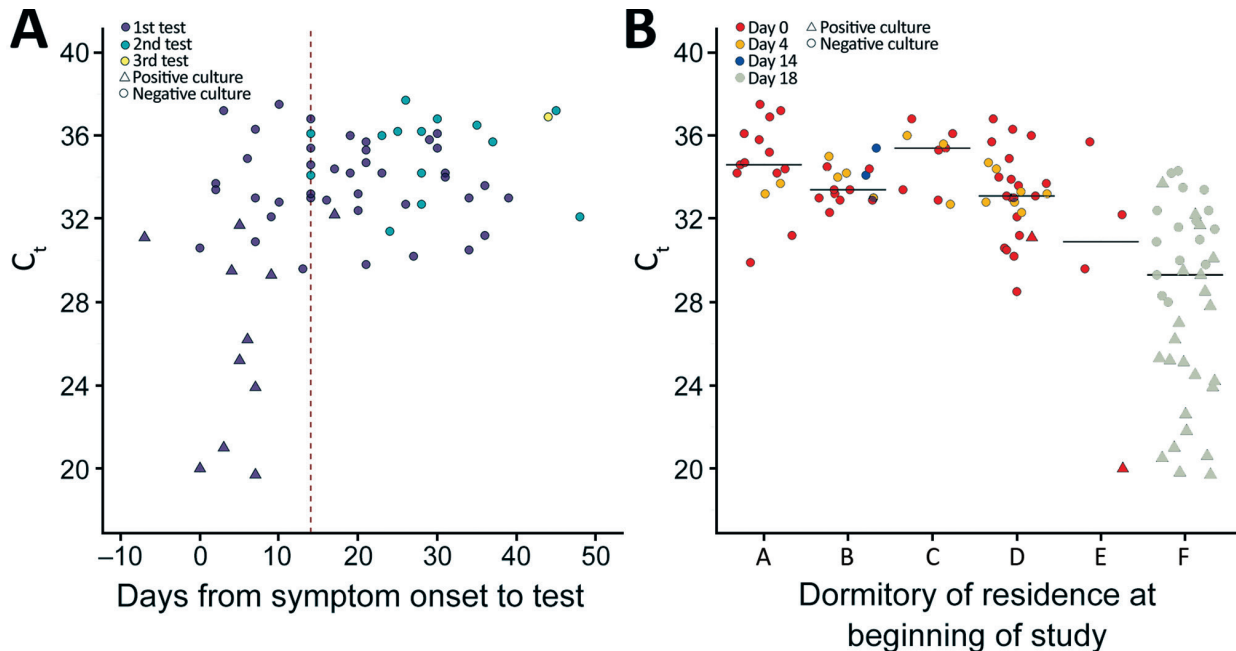 A
1st test
2nd test
3rd test
Positive culture
Negative culture
40
36
32
28
24
20
Ct
–10 0 10 20 30 40 50
Days from symptom onset to test
B
Day 0
Day 4
Day 14
Day 18
Positive culture
Negative culture
40
36
32
28
24
20
Ct
A B C D E F
Dormitory of residence at
beginning of study